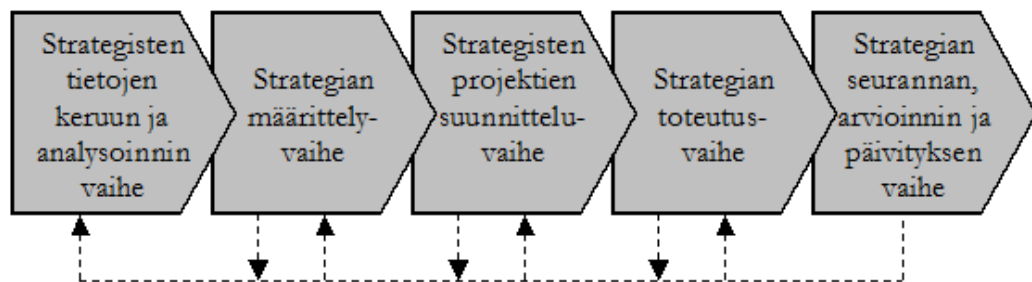 Strategisten
tietojen
keruun ja
analysoinnin
vaihe
Strategian
määrittely-
vaihe
Strategisten
projektien
suunnittelu-
vaihe
Strategian
toteutus-
vaihe
Strategian
seurannan,
arvioinnin ja
päivityksen
vaihe